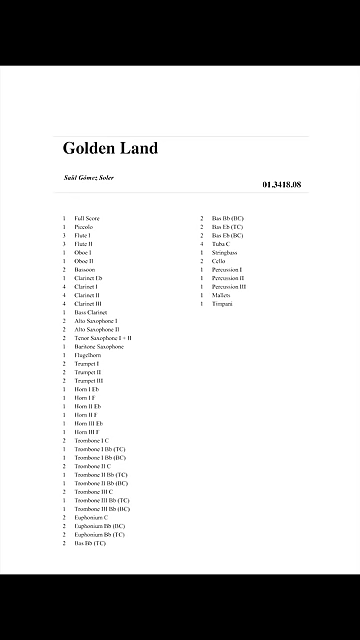 Golden Land
Saül Gómez Soler
01.3418.08
1 Full Score
1 Piccolo
3 Flute I
3 Flute II
1 Oboe I
1 Oboe II
2 Bassoon
1 Clarinet Eb
4 Clarinet I
4 Clarinet II
4 Clarinet III
1 Bass Clarinet
2 Alto Saxophone I
2 Alto Saxophone II
2 Tenor Saxophone I + II
1 Baritone Saxophone
1 Flugelhorn
2 Trumpet I
2 Trumpet II
2 Trumpet III
1 Horn I Eb
1 Horn I F
1 Horn II Eb
1 Horn II F
1 Horn III Eb
1 Horn III F
2 Trombone I C
1 Trombone I Bb (TC)
1 Trombone I Bb (BC)
2 Trombone II C
1 Trombone II Bb (TC)
1 Trombone II Bb (BC)
2 Trombone III C
1 Trombone III Bb (TC)
1 Trombone III Bb (BC)
2 Euphonium C
2 Euphonium Bb (BC)
2 Euphonium Bb (TC)
2 Bas Bb (TC)
2 Bas Bb (BC)
2 Bas Eb (TC)
2 Bas Eb (BC)
4 Tuba C
1 Stringbass
2 Cello
1 Percussion I
1 Percussion II
1 Percussion III
1 Mallets
1 Timpani